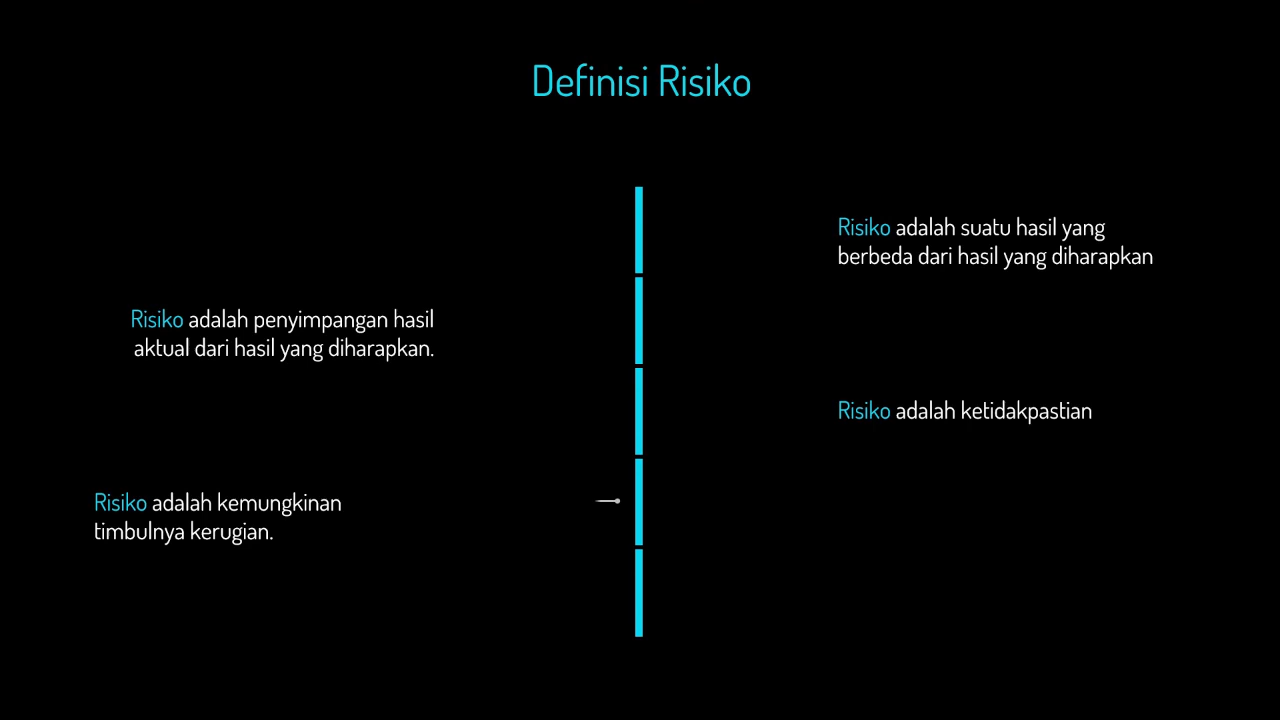 Definisi Risiko
Risiko adalah suatu hasil yang
berbeda dari hasil yang diharapkan
Risiko adalah penyimpangan hasil
aktual dari hasil yang diharapkan.
Risiko adalah ketidakpastian
Risiko adalah kemungkinan
timbulnya kerugian.